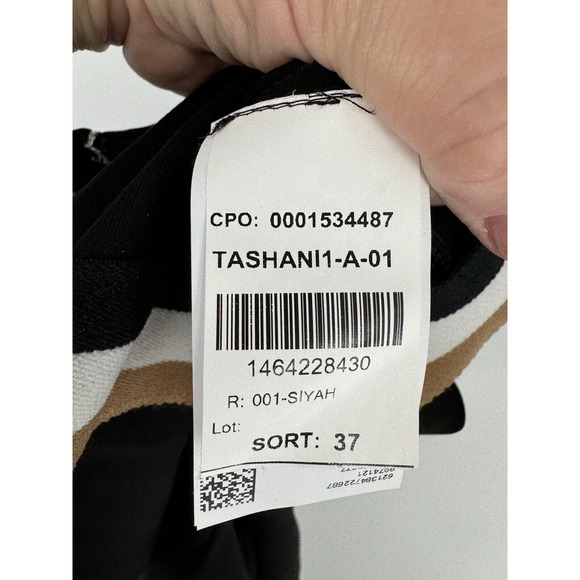 CPO: 0001534487
TASHANI1-A-01
1464228430
R: 001-SIYAH
Lot:
SORT: 37